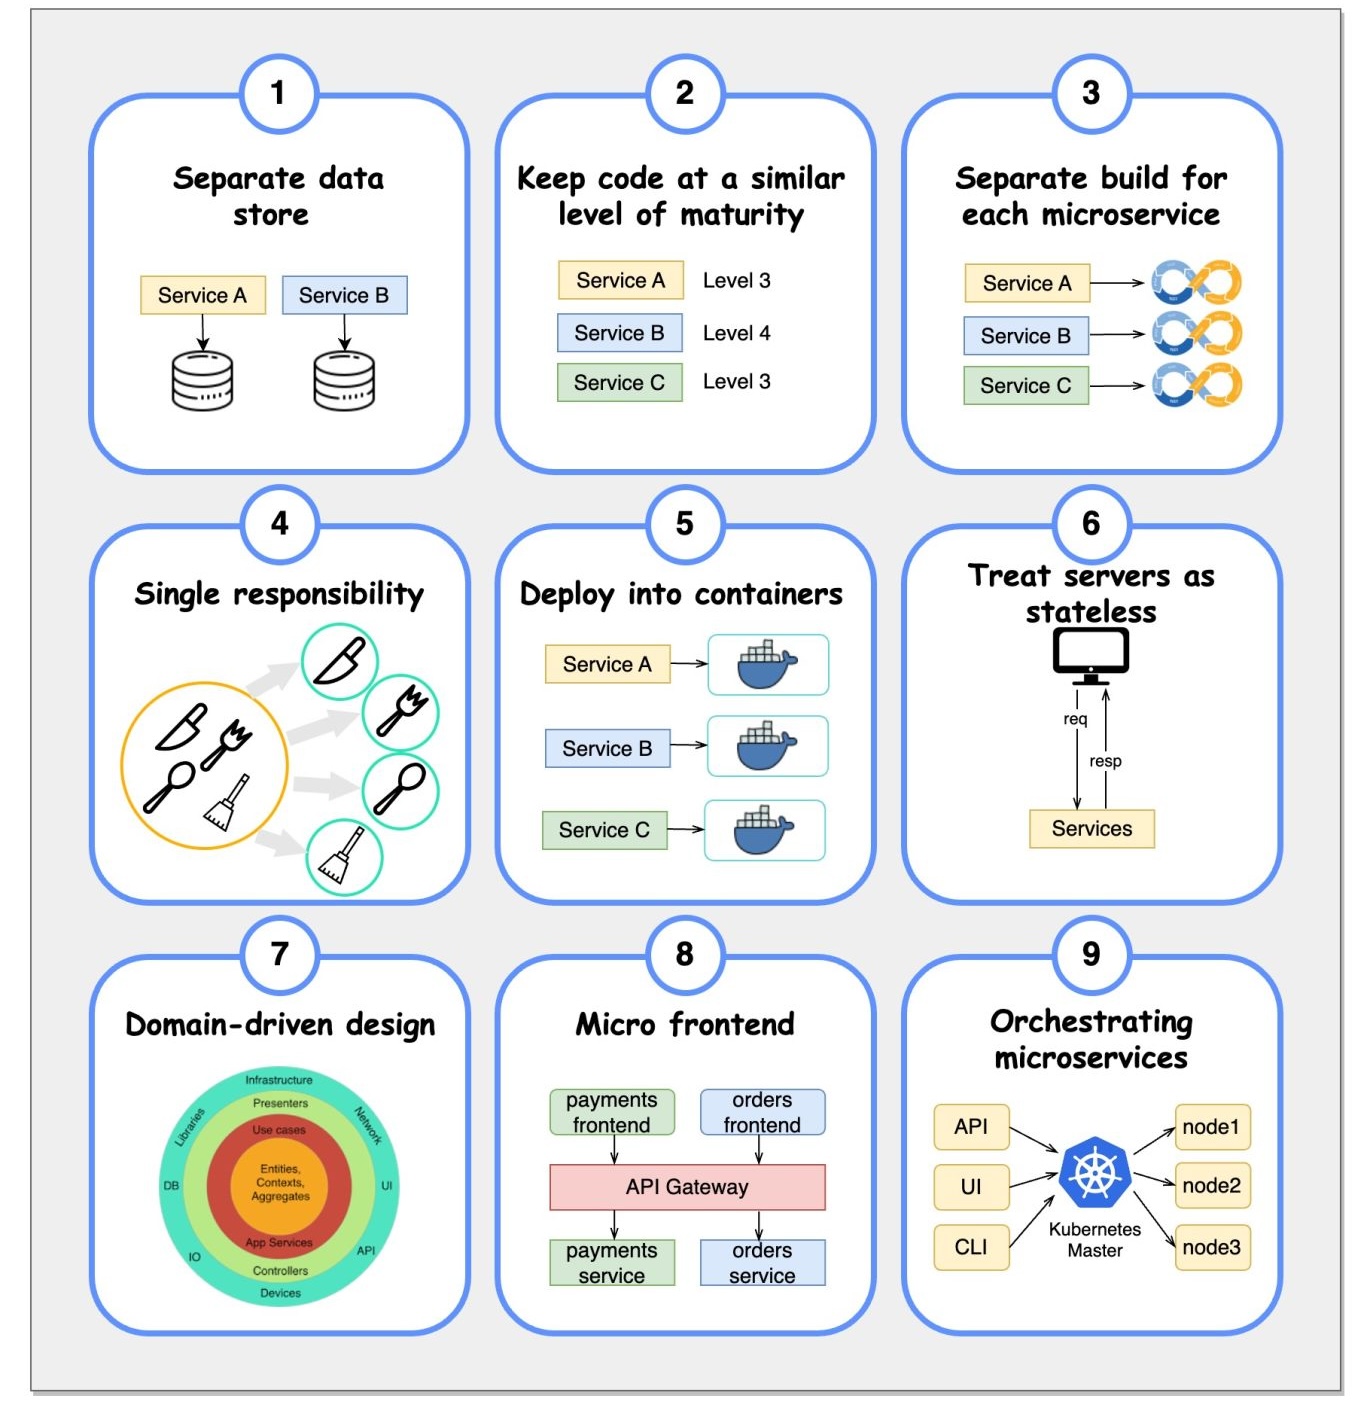 1
Separate data
store
Service A
Service B
2
Keep code at a similar
level of maturity
Service A Level 3
Service B Level 4
Service C Level 3
3
Separate build for
each microservice
Service A
Service B
Service C
4
Single responsibility
5
Deploy into containers
Service A
Service B
Service C
6
Treat servers as
stateless
req
resp
Services
7
Domain-driven design
Infrastructure
Presenters
Libraries
Network
Use cases
Entities,
Contexts,
Aggregates
DB
UI
App Services
IO
API
Controllers
Devices
8
Micro frontend
payments
frontend
orders
frontend
API Gateway
payments
service
orders
service
9
Orchestrating
microservices
API
UI
CLI
Kubernetes
Master
node1
node2
node3